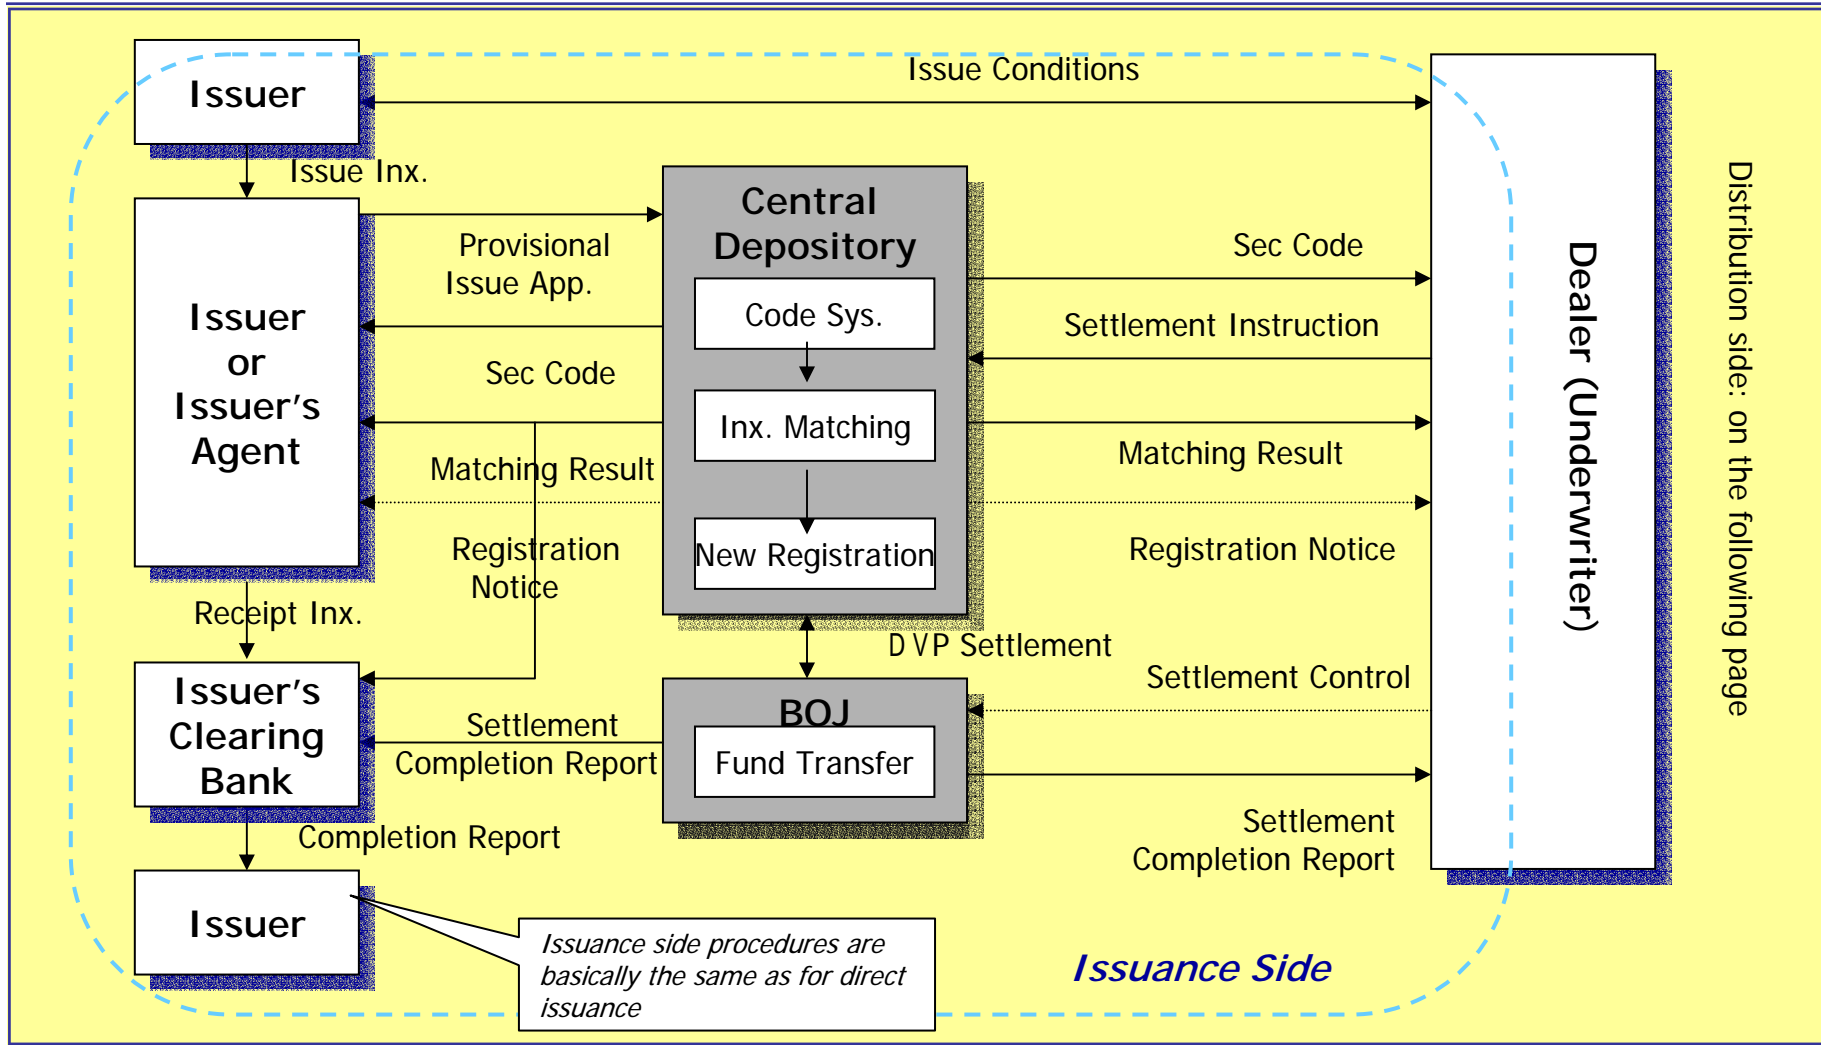 Issuer
Issue Conditions
Issue Inx.
Central
Depository
Provisional
Issue App.
Sec Code
Code Sys.
Settlement Instruction
Issuer
or
Issuer's
Agent
Sec Code
Inx. Matching
Matching Result
Matching Result
Registration
Notice
New Registration
Registration Notice
Dealer (Underwriter)
Distribution side: on the following page
Receipt Inx.
DVP Settlement
Issuer's
Clearing
Bank
Settlement
Completion Report
BOJ
Fund Transfer
Settlement Control
Settlement
Completion Report
Completion Report
Issuer
Issuance side procedures are
basically the same as for direct
issuance
Issuance Side